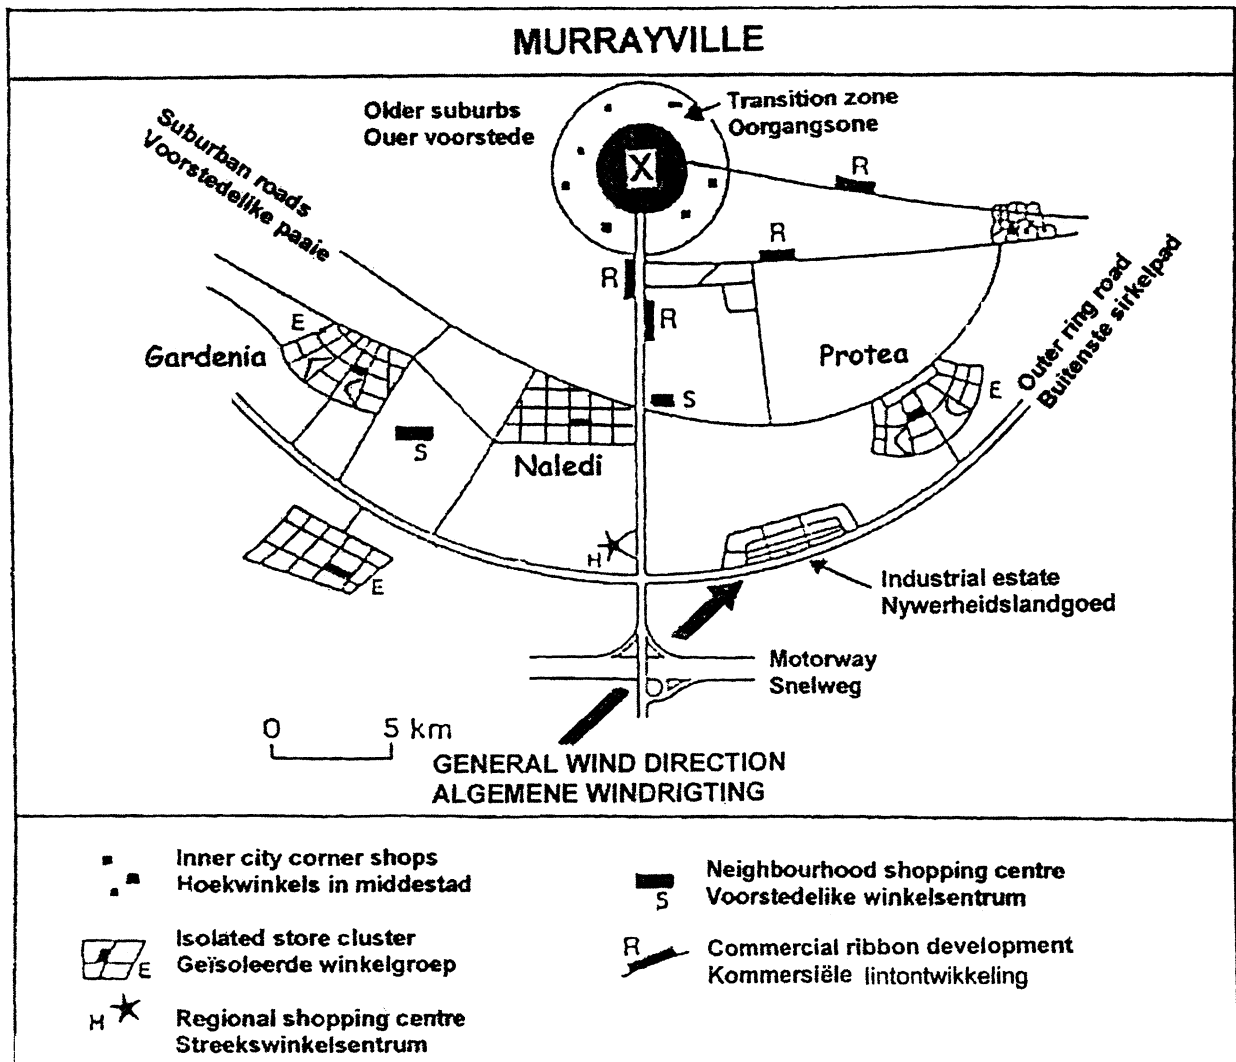 MURRAYVILLE
Older suburbs
Ouer voorstede
Transition zone
Oorgangsone
Suburban roads
Voorstedelike paaie
X
R
R
R
R
E
Gardenia
Protea
Outer ring road
Buitenste sirkelpad
S
E
S
Naledi
H
E
Industrial estate
Nywerheidslandgoed
Motorway
Snelweg
0 5 km
GENERAL WIND DIRECTION
ALGEMENE WINDRIGTING
Inner city corner shops
Hoekwinkels in middestad
E
Isolated store cluster
Geïsoleerde winkelgroep
H
Regional shopping centre
Streekswinkelsentrum
S
Neighbourhood shopping centre
Voorstedelike winkelsentrum
R
Commercial ribbon development
Kommersiële lintontwikkeling